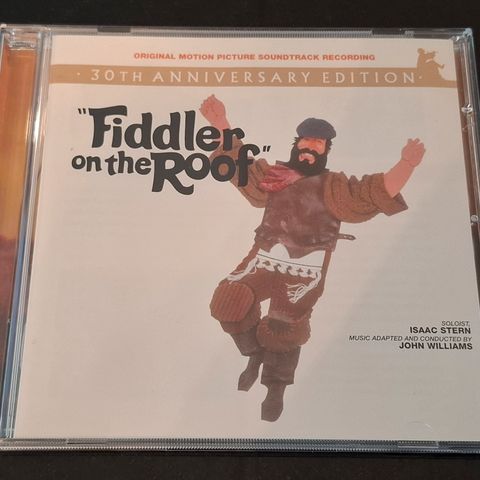 ORIGINAL MOTION PICTURE SOUNDTRACK RECORDING
· 30TH ANNIVERSARY EDITION ·
"Fiddler
on the Roof"
SOLOIST,
ISAAC STERN
MUSIC ADAPTED AND CONDUCTED BY
JOHN WILLIAMS